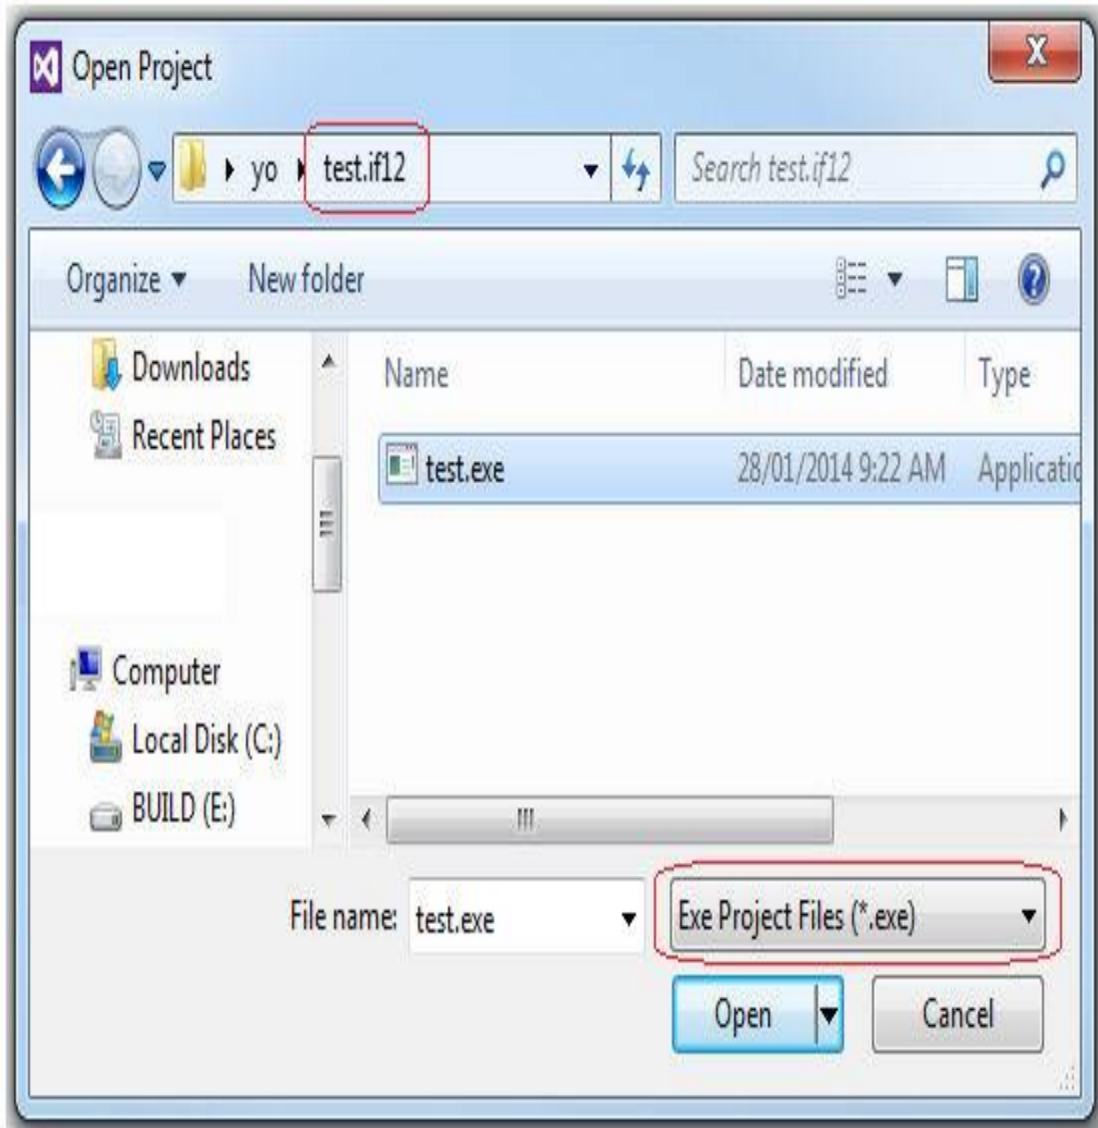 Open Project
X
yo test.if12
Search test.if12
Organize
New folder
Downloads
Recent Places
Computer
Local Disk (C:)
BUILD (E:)
Name Date modified Type
test.exe 28/01/2014 9:22 AM Applicatio
File name: test.exe
Exe Project Files (*.exe)
Open Cancel